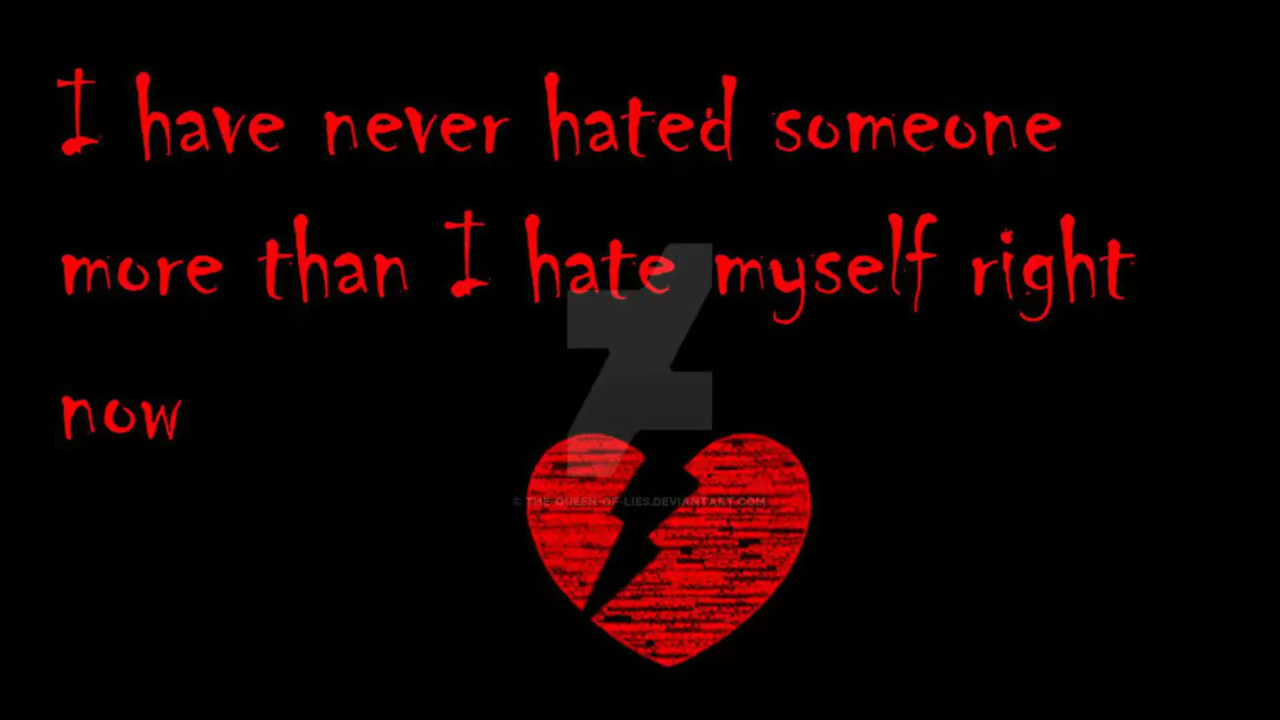 I have never hated someone
more than I hate myself right
now
© THE-QUEEN-OF-LIES.DEVIANTART.COM